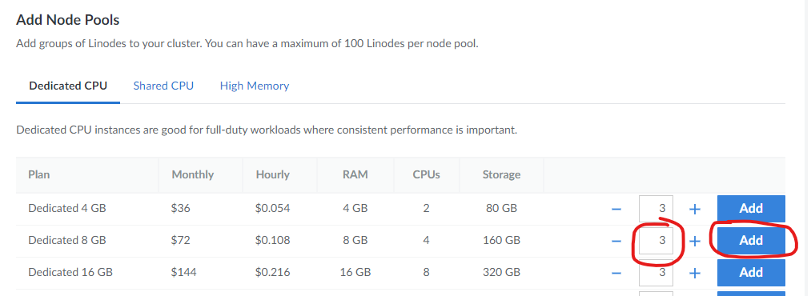 Add Node Pools
Add groups of Linodes to your cluster. You can have a maximum of 100 Linodes per node pool.
Dedicated CPU Shared CPU High Memory
Dedicated CPU instances are good for full-duty workloads where consistent performance is important.
Plan Monthly Hourly RAM CPUs Storage
Dedicated 4 GB $36 $0.054 4 GB 2 80 GB − 3 + Add
Dedicated 8 GB $72 $0.108 8 GB 4 160 GB − 3 + Add
Dedicated 16 GB $144 $0.216 16 GB 8 320 GB − 3 + Add